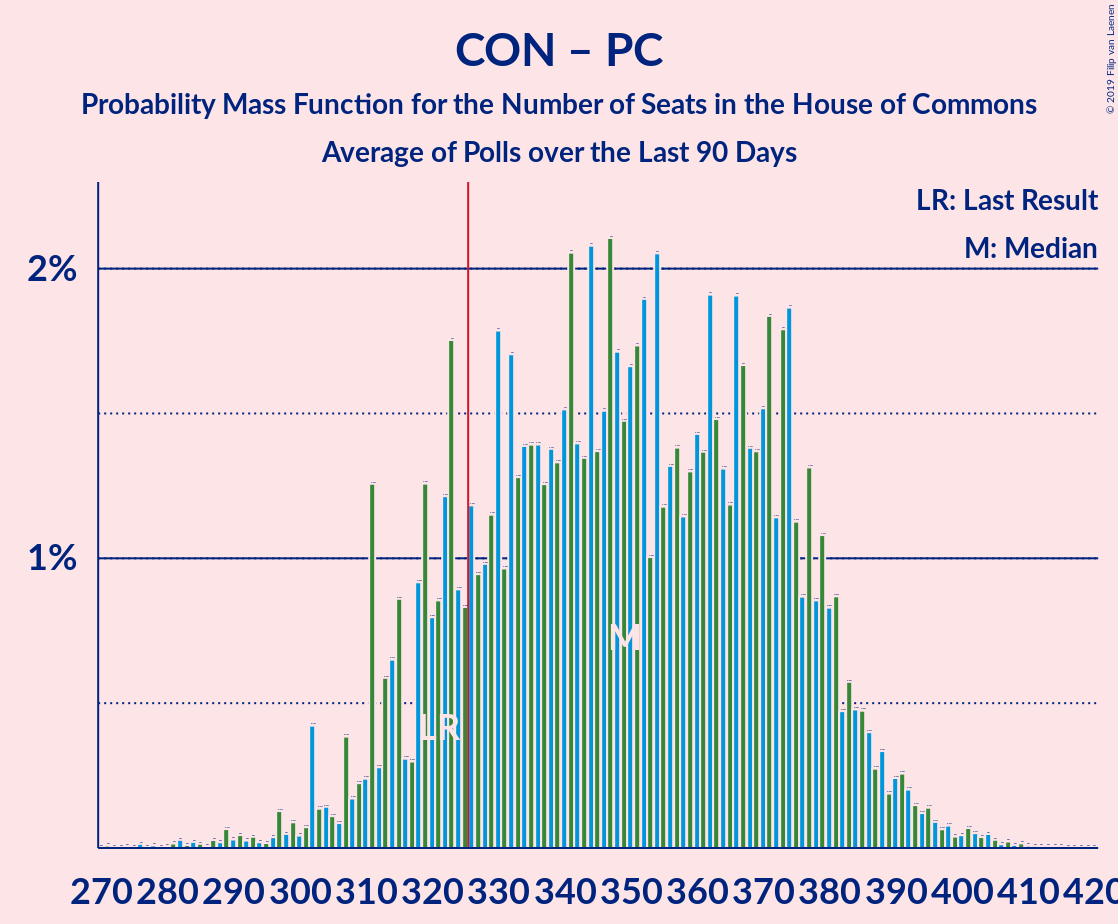 CON – PC
Probability Mass Function for the Number of Seats in the House of Commons
Average of Polls over the Last 90 Days
© 2019 Filip van Laenen
LR: Last Result
M: Median
2%
1%
M
LR
270 280 290 300 310 320 330 340 350 360 370 380 390 400 410 420